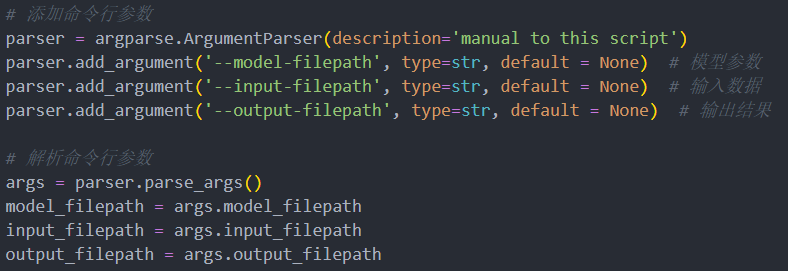 # 添加命令行参数
parser = argparse.ArgumentParser(description='manual to this script')
parser.add_argument('--model-filepath', type=str, default = None)  # 模型参数
parser.add_argument('--input-filepath', type=str, default = None)  # 输入数据
parser.add_argument('--output-filepath', type=str, default = None)  # 输出结果
# 解析命令行参数
args = parser.parse_args()
model_filepath = args.model_filepath
input_filepath = args.input_filepath
output_filepath = args.output_filepath